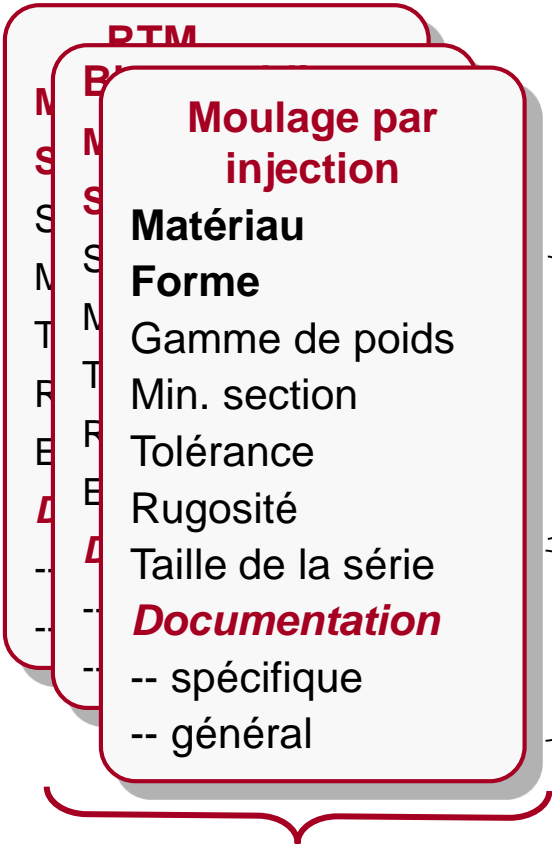 RTM
Moulage par
injection
Matériau
Forme
Gamme de poids
Min. section
Tolérance
Rugosité
Taille de la série
Documentation
-- spécifique
-- général